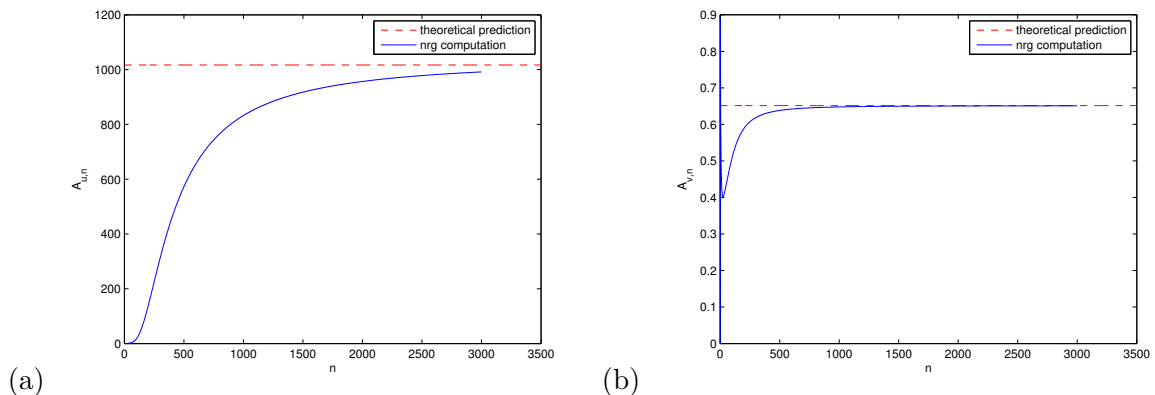 1200
1000
800
600
400
200
0
A_{u,n}
0 500 1000 1500 2000 2500 3000 3500
n
theoretical prediction
nrg computation
(a)
0.9
0.8
0.7
0.6
0.5
0.4
0.3
0.2
0.1
0
A_{v,n}
0 500 1000 1500 2000 2500 3000 3500
n
theoretical prediction
nrg computation
(b)